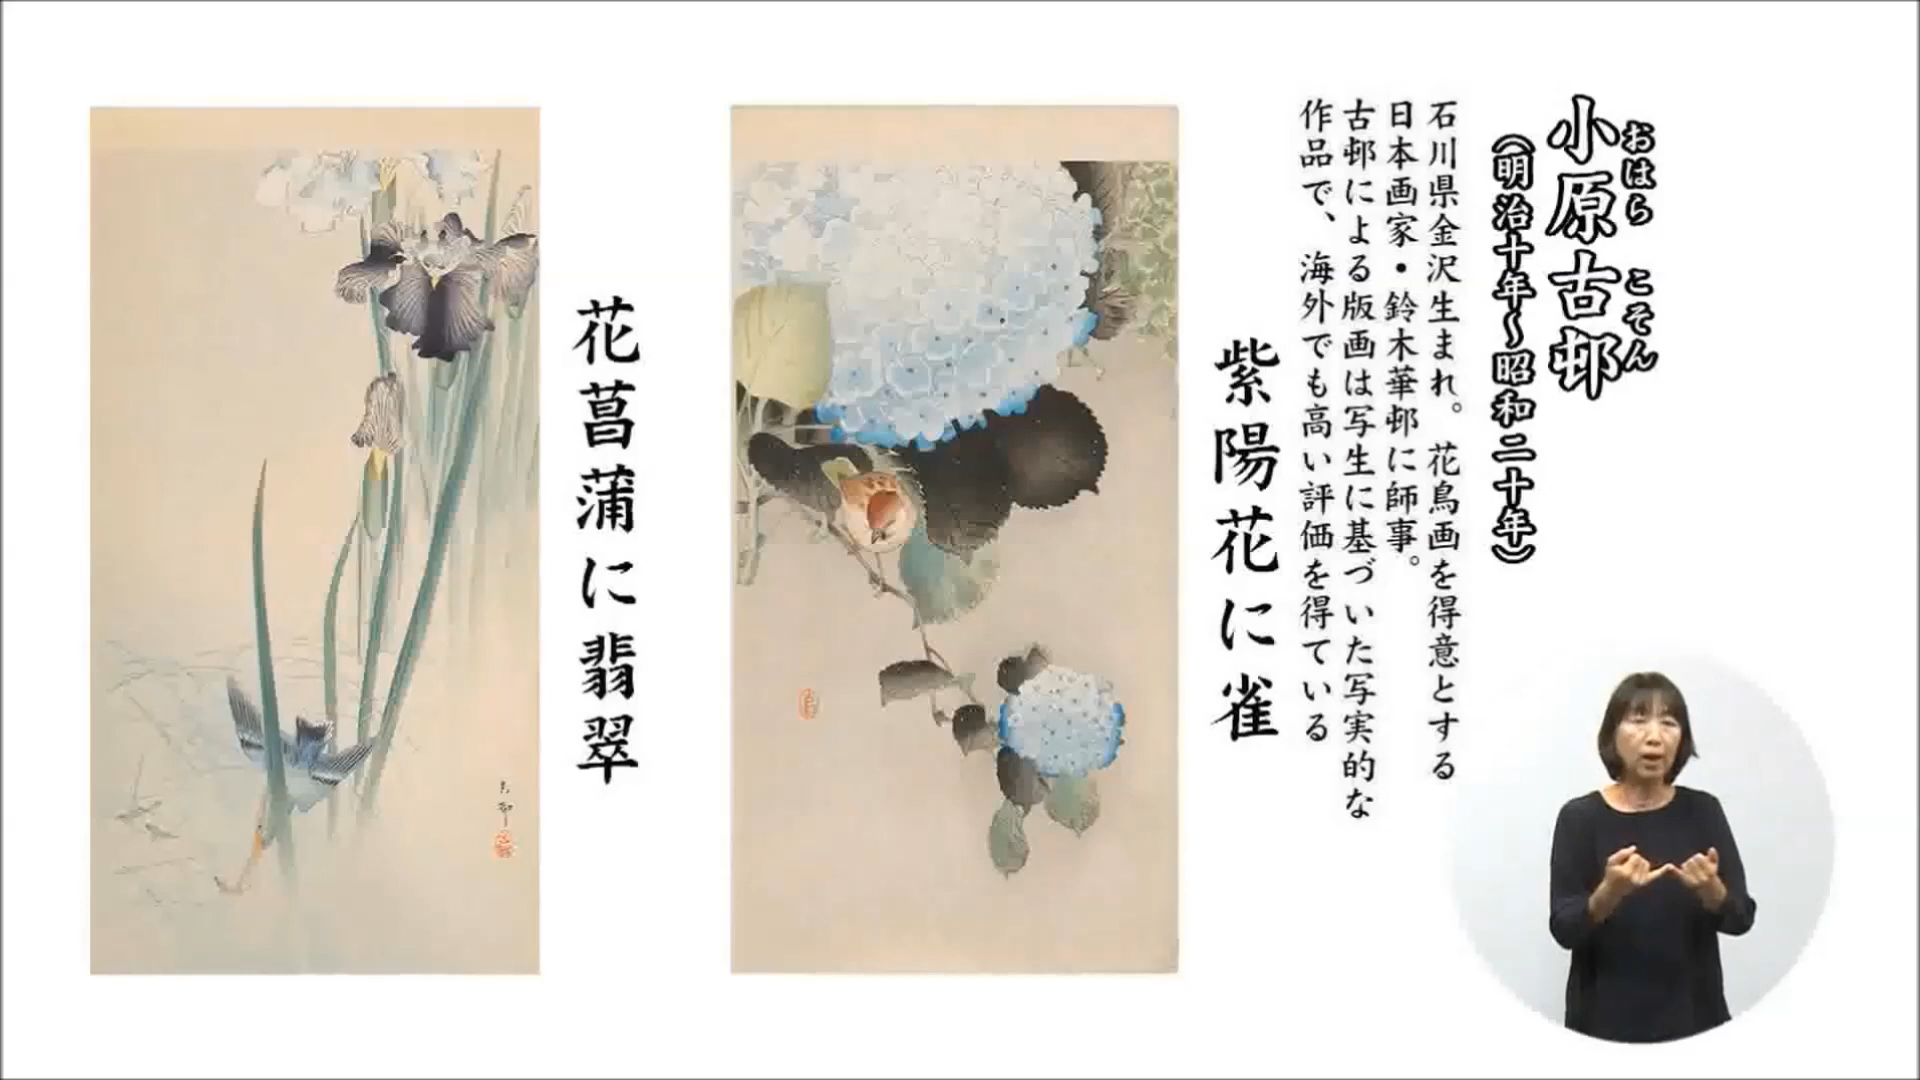 小原古邨
おはら こそん
(明治十年～昭和二十年)
石川県金沢生まれ。花鳥画を得意とする
日本画家・鈴木華邨に師事。
古邨による版画は写生に基づいた写実的な
作品で、海外でも高い評価を得ている
紫陽花に雀
花菖蒲に翡翠
古邨